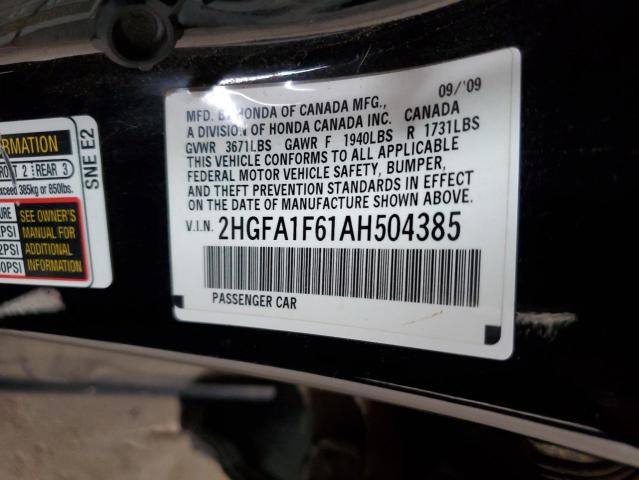 09/'09
MFD. BY HONDA OF CANADA MFG.,
A DIVISION OF HONDA CANADA INC. CANADA
GVWR 3671LBS GAWR F 1940LBS R 1731LBS
THIS VEHICLE CONFORMS TO ALL APPLICABLE
FEDERAL MOTOR VEHICLE SAFETY, BUMPER,
AND THEFT PREVENTION STANDARDS IN EFFECT
ON THE DATE OF MANUFACTURE SHOWN ABOVE.
V.I.N. 2HGFA1F61AH504385
PASSENGER CAR
SNE E2
2 REAR 3
385kg or 850lbs.
SEE OWNER'S
MANUAL FOR
ADDITIONAL
INFORMATION